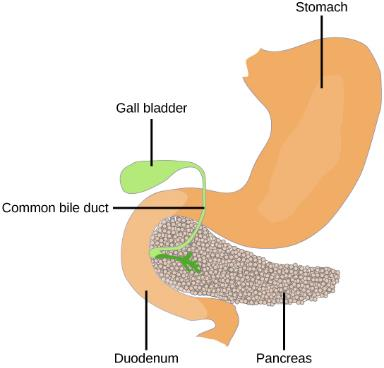 Stomach
Gall bladder
Common bile duct
Duodenum
Pancreas